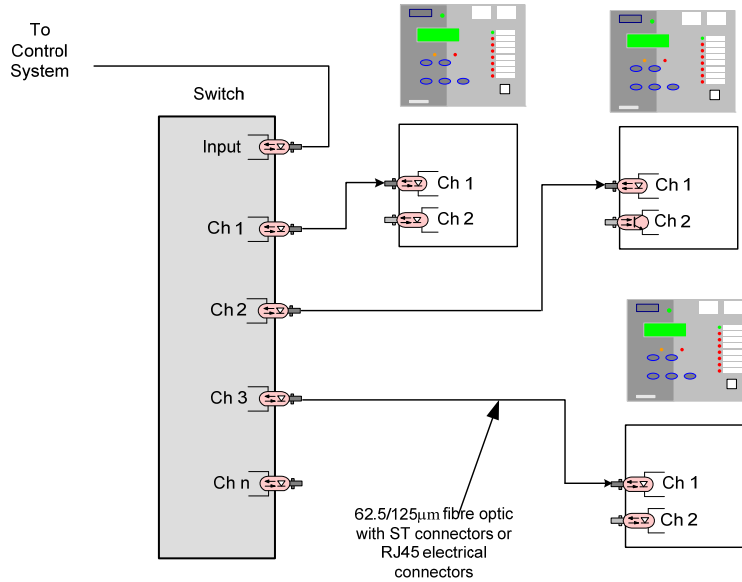 To
Control
System
Switch
Input
Ch 1
Ch 2
Ch 3
Ch n
Ch 1
Ch 2
Ch 1
Ch 2
Ch 1
Ch 2
62.5/125μm fibre optic
with ST connectors or
RJ45 electrical
connectors